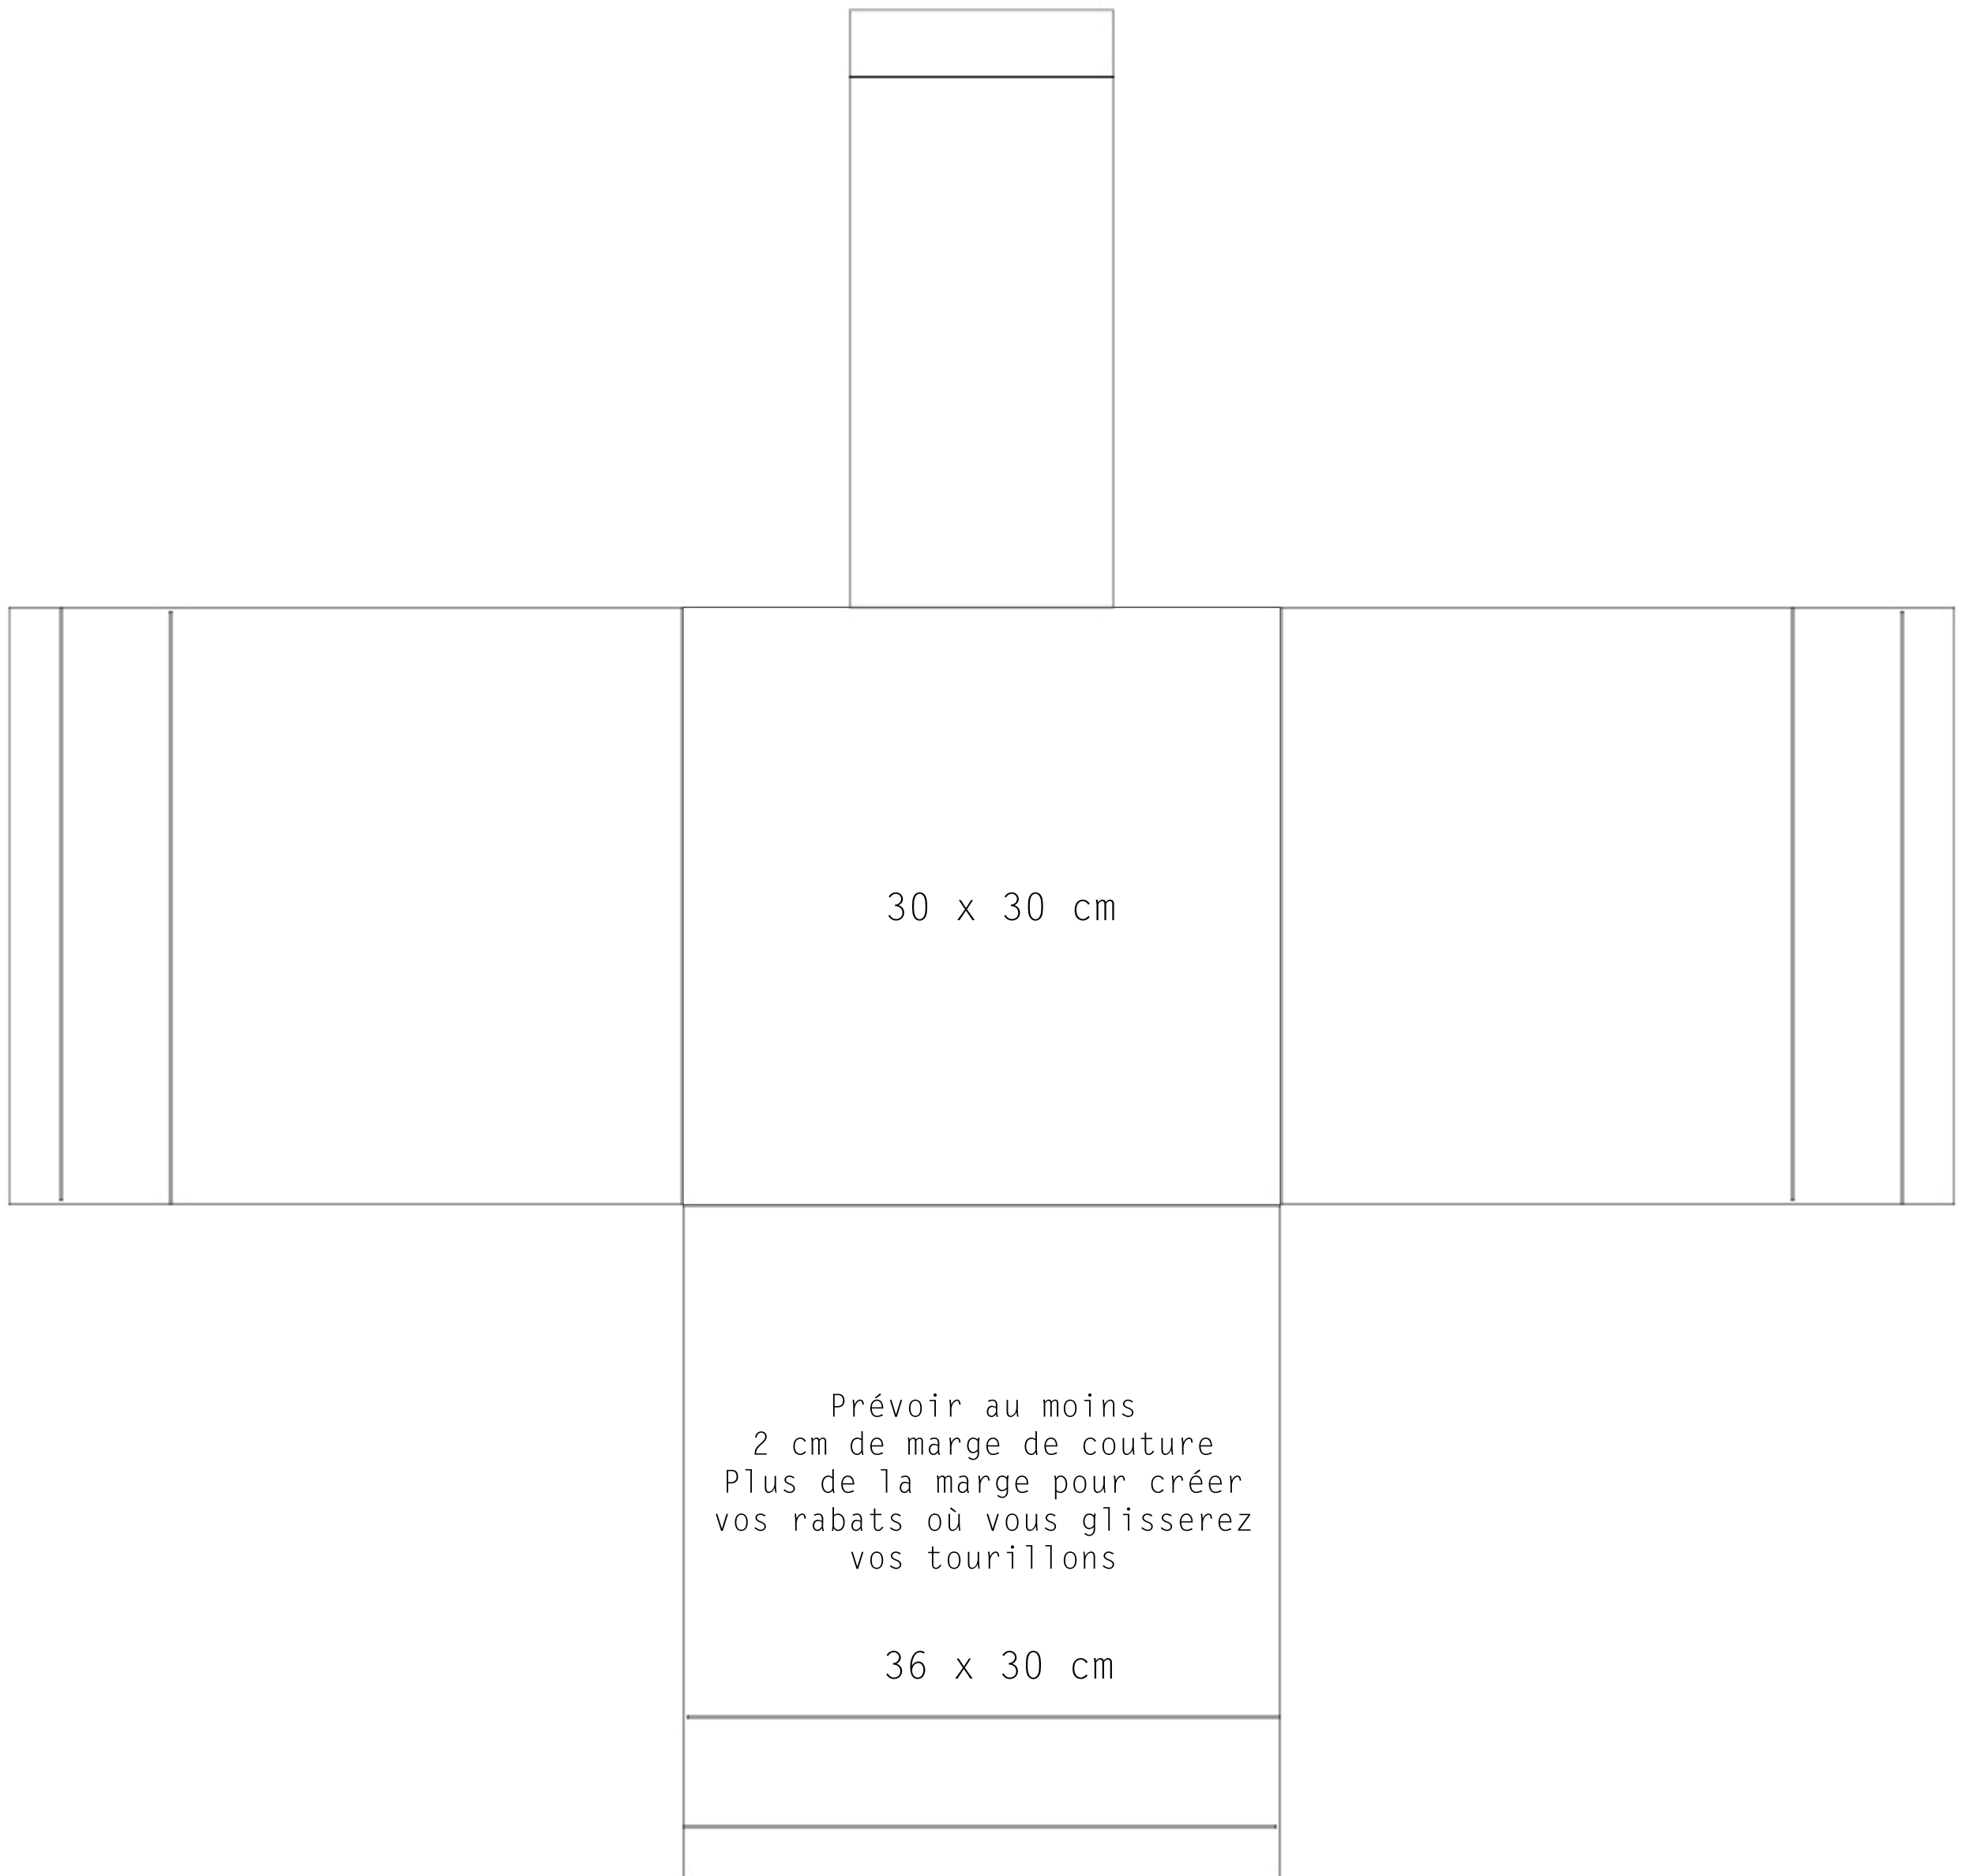 30 x 30 cm
Prévoir au moins
2 cm de marge de couture
Plus de la marge pour créer
vos rabats où vous glisserez
vos tourillons
36 x 30 cm